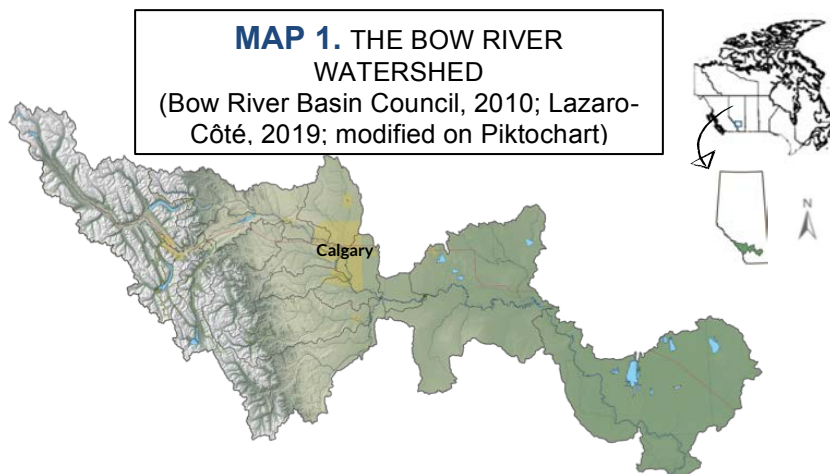 MAP 1. THE BOW RIVER
WATERSHED
(Bow River Basin Council, 2010; Lazaro-
Côté, 2019; modified on Piktochart)
N
Calgary